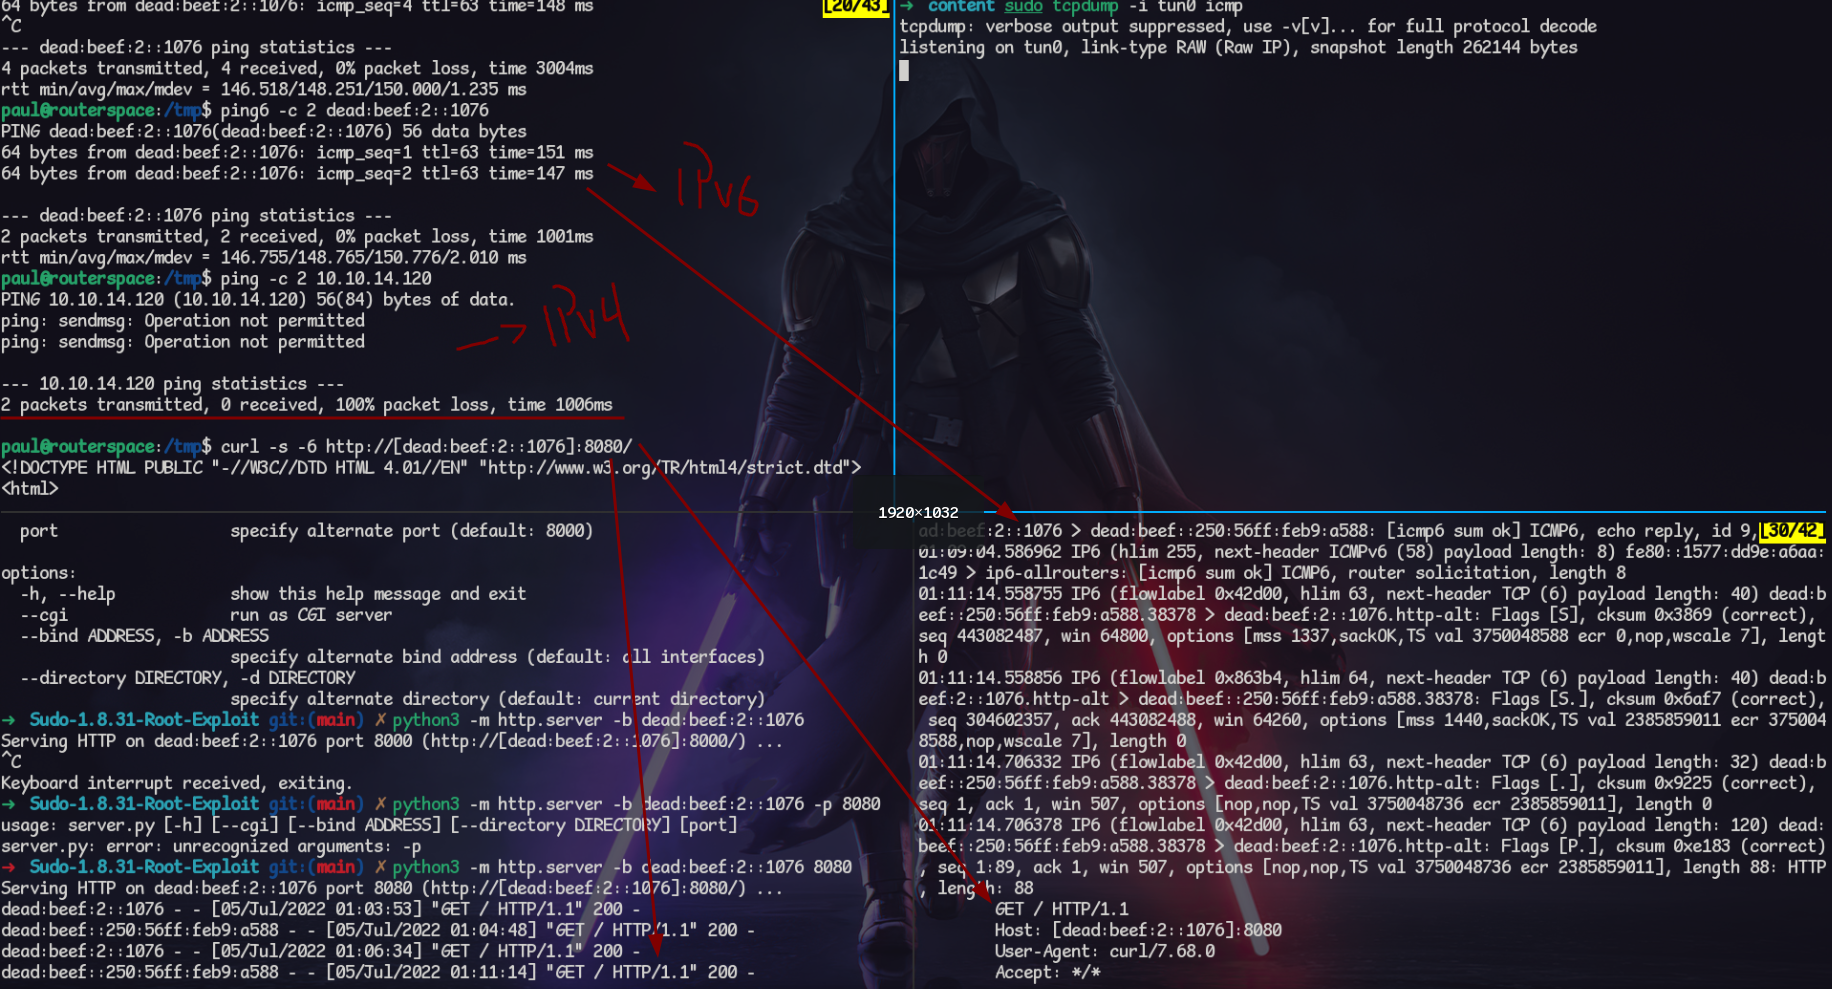 64 bytes from dead:beef:2::1076: icmp_seq=4 ttl=63 time=148 ms
[20/43]
^C
--- dead:beef:2::1076 ping statistics ---
4 packets transmitted, 4 received, 0% packet loss, time 3004ms
rtt min/avg/max/mdev = 146.518/148.251/150.000/1.235 ms
paul@routerspace:/tmp$ ping6 -c 2 dead:beef:2::1076
PING dead:beef:2::1076(dead:beef:2::1076) 56 data bytes
64 bytes from dead:beef:2::1076: icmp_seq=1 ttl=63 time=151 ms
64 bytes from dead:beef:2::1076: icmp_seq=2 ttl=63 time=147 ms
IPv6
--- dead:beef:2::1076 ping statistics ---
2 packets transmitted, 2 received, 0% packet loss, time 1001ms
rtt min/avg/max/mdev = 146.755/148.765/150.776/2.010 ms
paul@routerspace:/tmp$ ping -c 2 10.10.14.120
PING 10.10.14.120 (10.10.14.120) 56(84) bytes of data.
ping: sendmsg: Operation not permitted
ping: sendmsg: Operation not permitted
IPv4
--- 10.10.14.120 ping statistics ---
2 packets transmitted, 0 received, 100% packet loss, time 1006ms
paul@routerspace:/tmp$ curl -s -6 http://[dead:beef:2::1076]:8080/
<!DOCTYPE HTML PUBLIC "-//W3C//DTD HTML 4.01//EN" "http://www.w3.org/TR/html4/strict.dtd">
<html>
➜ content sudo tcpdump -i tun0 icmp
tcpdump: verbose output suppressed, use -v[v]... for full protocol decode
listening on tun0, link-type RAW (Raw IP), snapshot length 262144 bytes
1920×1032
port specify alternate port (default: 8000)
options:
-h, --help show this help message and exit
--cgi run as CGI server
--bind ADDRESS, -b ADDRESS
specify alternate bind address (default: all interfaces)
--directory DIRECTORY, -d DIRECTORY
specify alternate directory (default: current directory)
➜ Sudo-1.8.31-Root-Exploit git:(main) ✗ python3 -m http.server -b dead:beef:2::1076
Serving HTTP on dead:beef:2::1076 port 8000 (http://[dead:beef:2::1076]:8000/) ...
^C
Keyboard interrupt received, exiting.
➜ Sudo-1.8.31-Root-Exploit git:(main) ✗ python3 -m http.server -b dead:beef:2::1076 -p 8080
usage: server.py [-h] [--cgi] [--bind ADDRESS] [--directory DIRECTORY] [port]
server.py: error: unrecognized arguments: -p
➜ Sudo-1.8.31-Root-Exploit git:(main) ✗ python3 -m http.server -b dead:beef:2::1076 8080
Serving HTTP on dead:beef:2::1076 port 8080 (http://[dead:beef:2::1076]:8080/) ...
dead:beef:2::1076 - - [05/Jul/2022 01:03:53] "GET / HTTP/1.1" 200 -
dead:beef::250:56ff:feb9:a588 - - [05/Jul/2022 01:04:48] "GET / HTTP/1.1" 200 -
dead:beef:2::1076 - - [05/Jul/2022 01:06:34] "GET / HTTP/1.1" 200 -
dead:beef::250:56ff:feb9:a588 - - [05/Jul/2022 01:11:14] "GET / HTTP/1.1" 200 -
ad:beef:2::1076 > dead:beef::250:56ff:feb9:a588: [icmp6 sum ok] ICMP6, echo reply, id 9,[30/42]
01:09:04.586962 IP6 (hlim 255, next-header ICMPv6 (58) payload length: 8) fe80::1577:dd9e:a6aa:
1c49 > ip6-allrouters: [icmp6 sum ok] ICMP6, router solicitation, length 8
01:11:14.558755 IP6 (flowlabel 0x42d00, hlim 63, next-header TCP (6) payload length: 40) dead:b
eef::250:56ff:feb9:a588.38378 > dead:beef:2::1076.http-alt: Flags [S], cksum 0x3869 (correct),
seq 443082487, win 64800, options [mss 1337,sackOK,TS val 3750048588 ecr 0,nop,wscale 7], lengt
h 0
01:11:14.558856 IP6 (flowlabel 0x863b4, hlim 64, next-header TCP (6) payload length: 40) dead:b
eef:2::1076.http-alt > dead:beef::250:56ff:feb9:a588.38378: Flags [S.], cksum 0x6af7 (correct),
seq 304602357, ack 443082488, win 64260, options [mss 1440,sackOK,TS val 2385859011 ecr 375004
8588,nop,wscale 7], length 0
01:11:14.706332 IP6 (flowlabel 0x42d00, hlim 63, next-header TCP (6) payload length: 32) dead:b
eef::250:56ff:feb9:a588.38378 > dead:beef:2::1076.http-alt: Flags [.], cksum 0x9225 (correct),
seq 1, ack 1, win 507, options [nop,nop,TS val 3750048736 ecr 2385859011], length 0
01:11:14.706378 IP6 (flowlabel 0x42d00, hlim 63, next-header TCP (6) payload length: 120) dead:
beef::250:56ff:feb9:a588.38378 > dead:beef:2::1076.http-alt: Flags [P.], cksum 0xe183 (correct)
, seq 1:89, ack 1, win 507, options [nop,nop,TS val 3750048736 ecr 2385859011], length 88: HTTP
, length: 88
GET / HTTP/1.1
Host: [dead:beef:2::1076]:8080
User-Agent: curl/7.68.0
Accept: */*